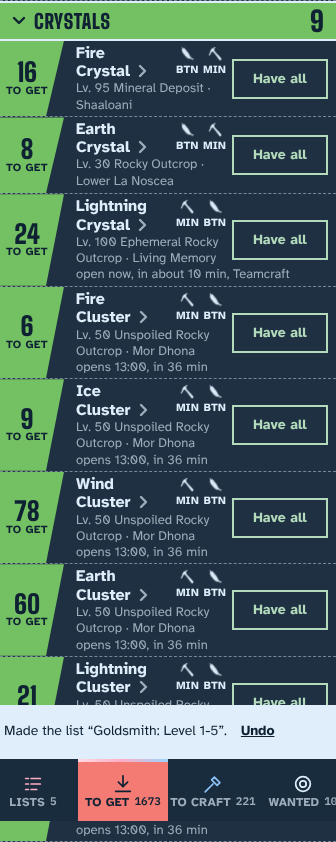 CRYSTALS 9
16 TO GET
Fire
Crystal
BTN MIN
Lv. 95 Mineral Deposit ·
Shaaloani
Have all
8 TO GET
Earth
Crystal
BTN MIN
Lv. 30 Rocky Outcrop ·
Lower La Noscea
Have all
24 TO GET
Lightning
Crystal
MIN BTN
Lv. 100 Ephemeral Rocky
Outcrop · Living Memory
open now, in about 10 min, Teamcraft
Have all
6 TO GET
Fire
Cluster
MIN BTN
Lv. 50 Unspoiled Rocky
Outcrop · Mor Dhona
opens 13:00, in 36 min
Have all
9 TO GET
Ice
Cluster
MIN BTN
Lv. 50 Unspoiled Rocky
Outcrop · Mor Dhona
opens 13:00, in 36 min
Have all
78 TO GET
Wind
Cluster
MIN BTN
Lv. 50 Unspoiled Rocky
Outcrop · Mor Dhona
opens 13:00, in 36 min
Have all
60 TO GET
Earth
Cluster
MIN BTN
Lv. 50 Unspoiled Rocky
Outcrop · Mor Dhona
opens 13:00, in 36 min
Have all
21
Lightning
Cluster
MIN BTN
Lv. 50 Unspoiled Rocky
Have all
Made the list “Goldsmith: Level 1-5”. Undo
LISTS 5
TO GET 1673
TO CRAFT 221
WANTED 10
opens 13:00, in 36 min